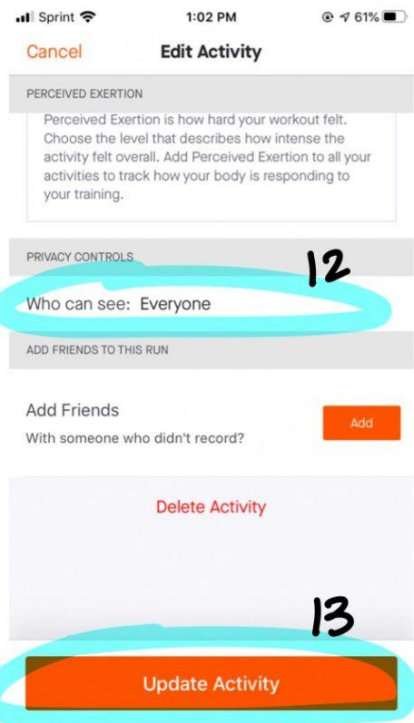 Sprint 1:02 PM 61%
Cancel Edit Activity
PERCEIVED EXERTION
Perceived Exertion is how hard your workout felt.
Choose the level that describes how intense the
activity felt overall. Add Perceived Exertion to all your
activities to track how your body is responding to
your training.
PRIVACY CONTROLS
12
Who can see: Everyone
ADD FRIENDS TO THIS RUN
Add Friends
Add
With someone who didn't record?
Delete Activity
13
Update Activity